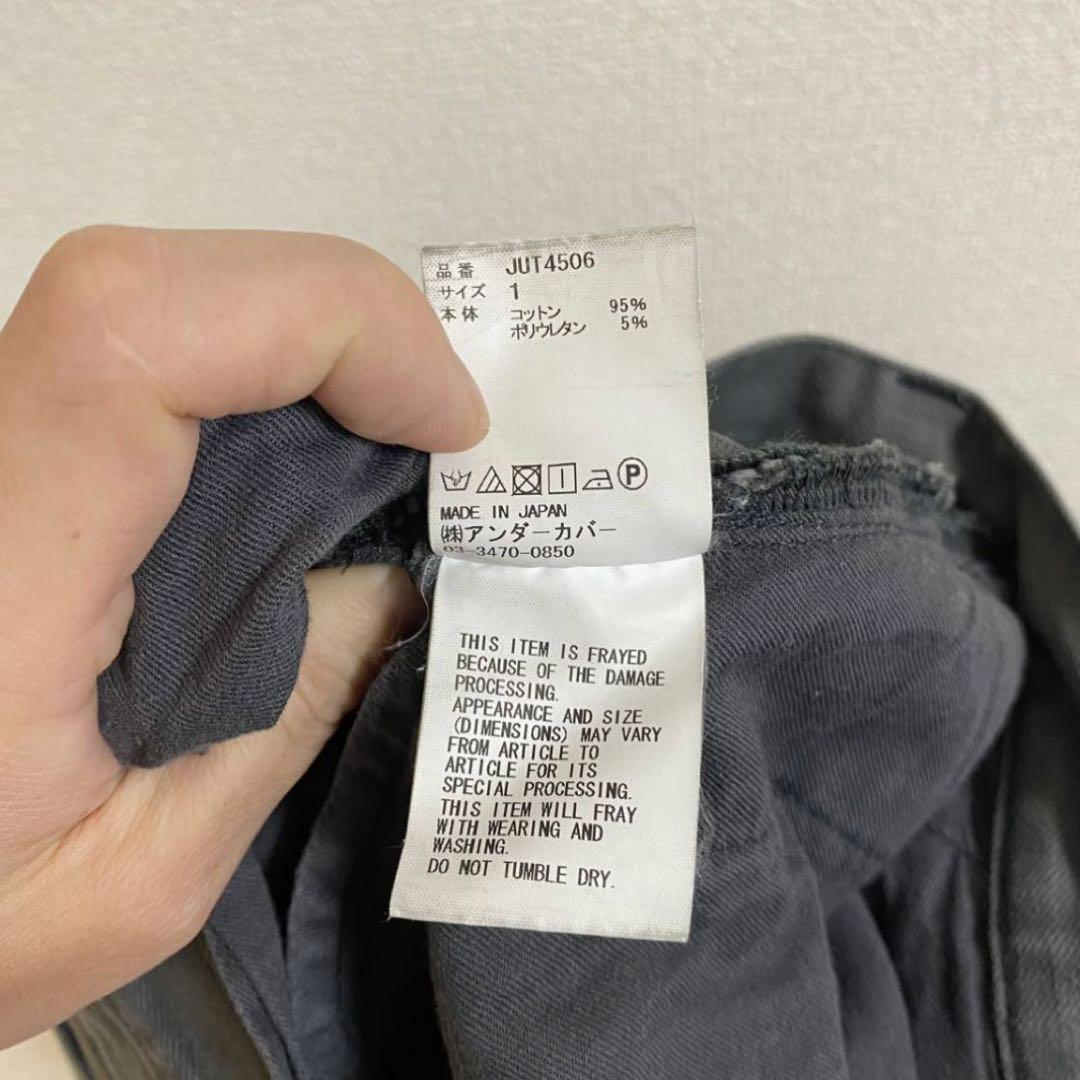 品番 JUT4506
サイズ 1
本体 コットン 95%
ポリウレタン 5%
P
MADE IN JAPAN
㈱アンダーカバー
03-3470-0850
THIS ITEM IS FRAYED
BECAUSE OF THE DAMAGE
PROCESSING.
APPEARANCE AND SIZE
(DIMENSIONS) MAY VARY
FROM ARTICLE TO
ARTICLE FOR ITS
SPECIAL PROCESSING.
THIS ITEM WILL FRAY
WITH WEARING AND
WASHING.
DO NOT TUMBLE DRY.